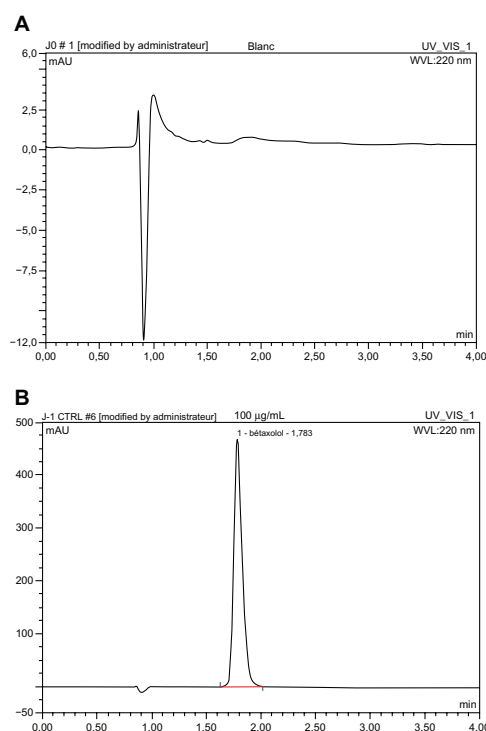 A
J0 # 1 [modified by administrateur] Blanc UV_VIS_1
6,0 mAU WVL:220 nm
2,5
0,0
−2,5
−5,0
−7,5
−12,0 min
0,00 0,50 1,00 1,50 2,00 2,50 3,00 3,50 4,00
B
J-1 CTRL #6 [modified by administrateur] 100 µg/mL UV_VIS_1
500 mAU 1 - bétaxolol - 1,783 WVL:220 nm
400
300
200
100
−50 min
0.00 0.50 1.00 1.50 2.00 2.50 3.00 3.50 4.00